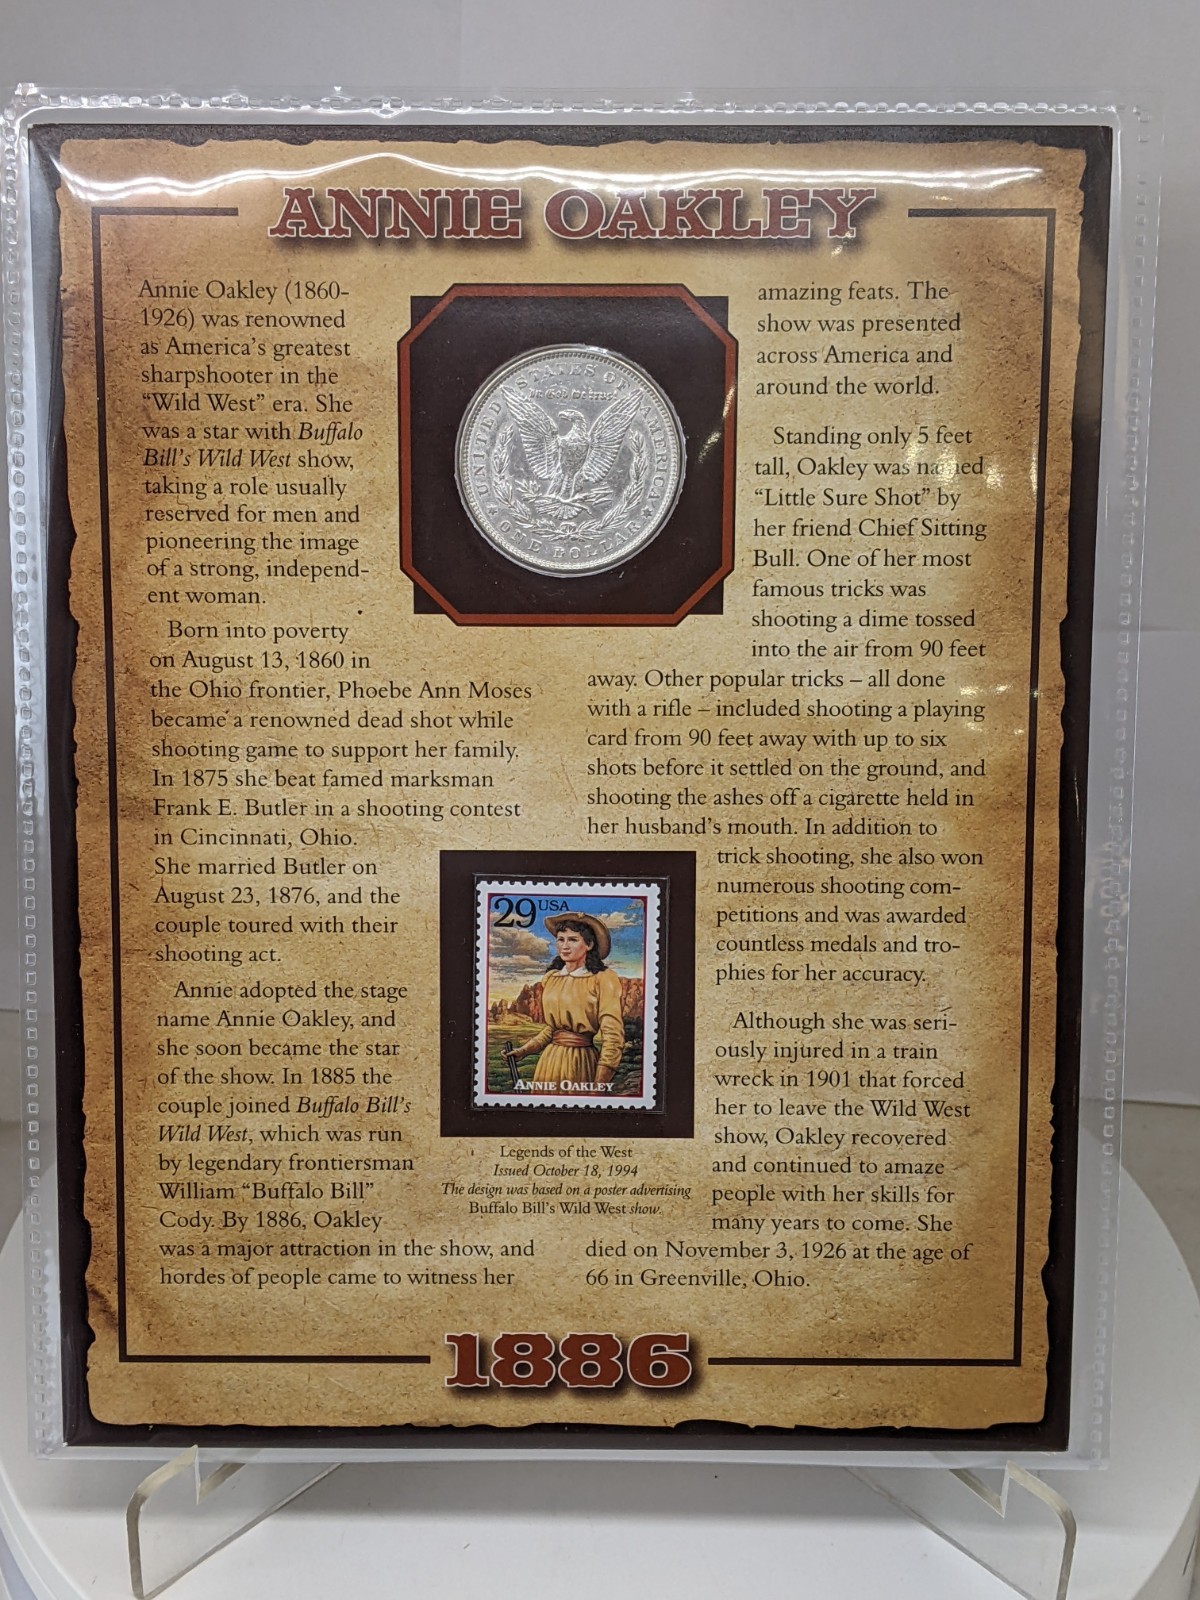 ANNIE OAKLEY
Annie Oakley (1860-
1926) was renowned
as America's greatest
sharpshooter in the
“Wild West” era. She
was a star with Buffalo
Bill's Wild West show,
taking a role usually
reserved for men and
pioneering the image
of a strong, independ-
ent woman.
Born into poverty
on August 13, 1860 in
the Ohio frontier, Phoebe Ann Moses
became a renowned dead shot while
shooting game to support her family.
In 1875 she beat famed marksman
Frank E. Butler in a shooting contest
in Cincinnati, Ohio.
She married Butler on
August 23, 1876, and the
couple toured with their
shooting act.
Annie adopted the stage
name Annie Oakley, and
she soon became the star
of the show. In 1885 the
couple joined Buffalo Bill's
Wild West, which was run
by legendary frontiersman
William “Buffalo Bill”
Cody. By 1886, Oakley
was a major attraction in the show, and
hordes of people came to witness her
UNITED STATES OF AMERICA
In God We Trust
ONE DOLLAR
29 USA
ANNIE OAKLEY
Legends of the West
Issued October 18, 1994
The design was based on a poster advertising
Buffalo Bill's Wild West show.
amazing feats. The
show was presented
across America and
around the world.
Standing only 5 feet
tall, Oakley was named
“Little Sure Shot” by
her friend Chief Sitting
Bull. One of her most
famous tricks was
shooting a dime tossed
into the air from 90 feet
away. Other popular tricks – all done
with a rifle – included shooting a playing
card from 90 feet away with up to six
shots before it settled on the ground, and
shooting the ashes off a cigarette held in
her husband's mouth. In addition to
trick shooting, she also won
numerous shooting com-
petitions and was awarded
countless medals and tro-
phies for her accuracy.
Although she was seri-
ously injured in a train
wreck in 1901 that forced
her to leave the Wild West
show, Oakley recovered
and continued to amaze
people with her skills for
many years to come. She
died on November 3, 1926 at the age of
66 in Greenville, Ohio.
1886